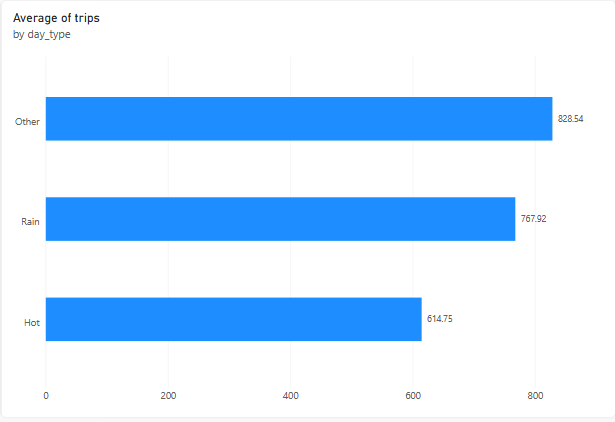 Average of trips
by day_type
Other
828.54
Rain
767.92
Hot
614.75
0 200 400 600 800